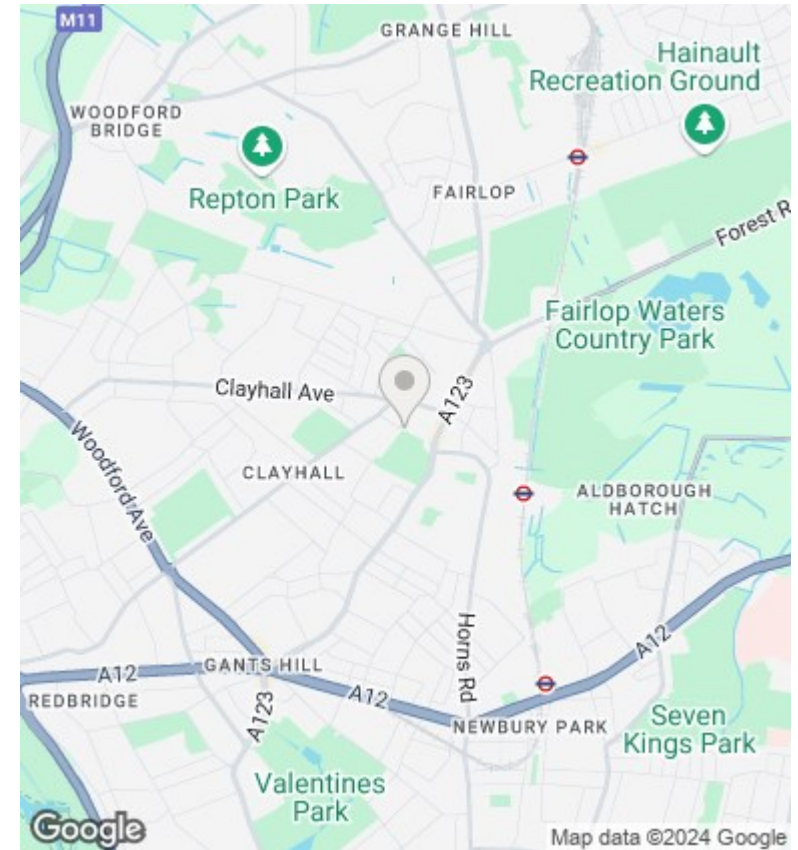 M11
GRANGE HILL
Hainault
Recreation Ground
WOODFORD
BRIDGE
Repton Park
FAIRLOP
Forest R
Fairlop Waters
Country Park
Clayhall Ave
A123
Woodford Ave
CLAYHALL
ALDBOROUGH
HATCH
Horns Rd
A12
A12
GANTS HILL
A12
REDBRIDGE
A123
NEWBURY PARK
Seven
Kings Park
Valentines
Park
Google
Map data ©2024 Google